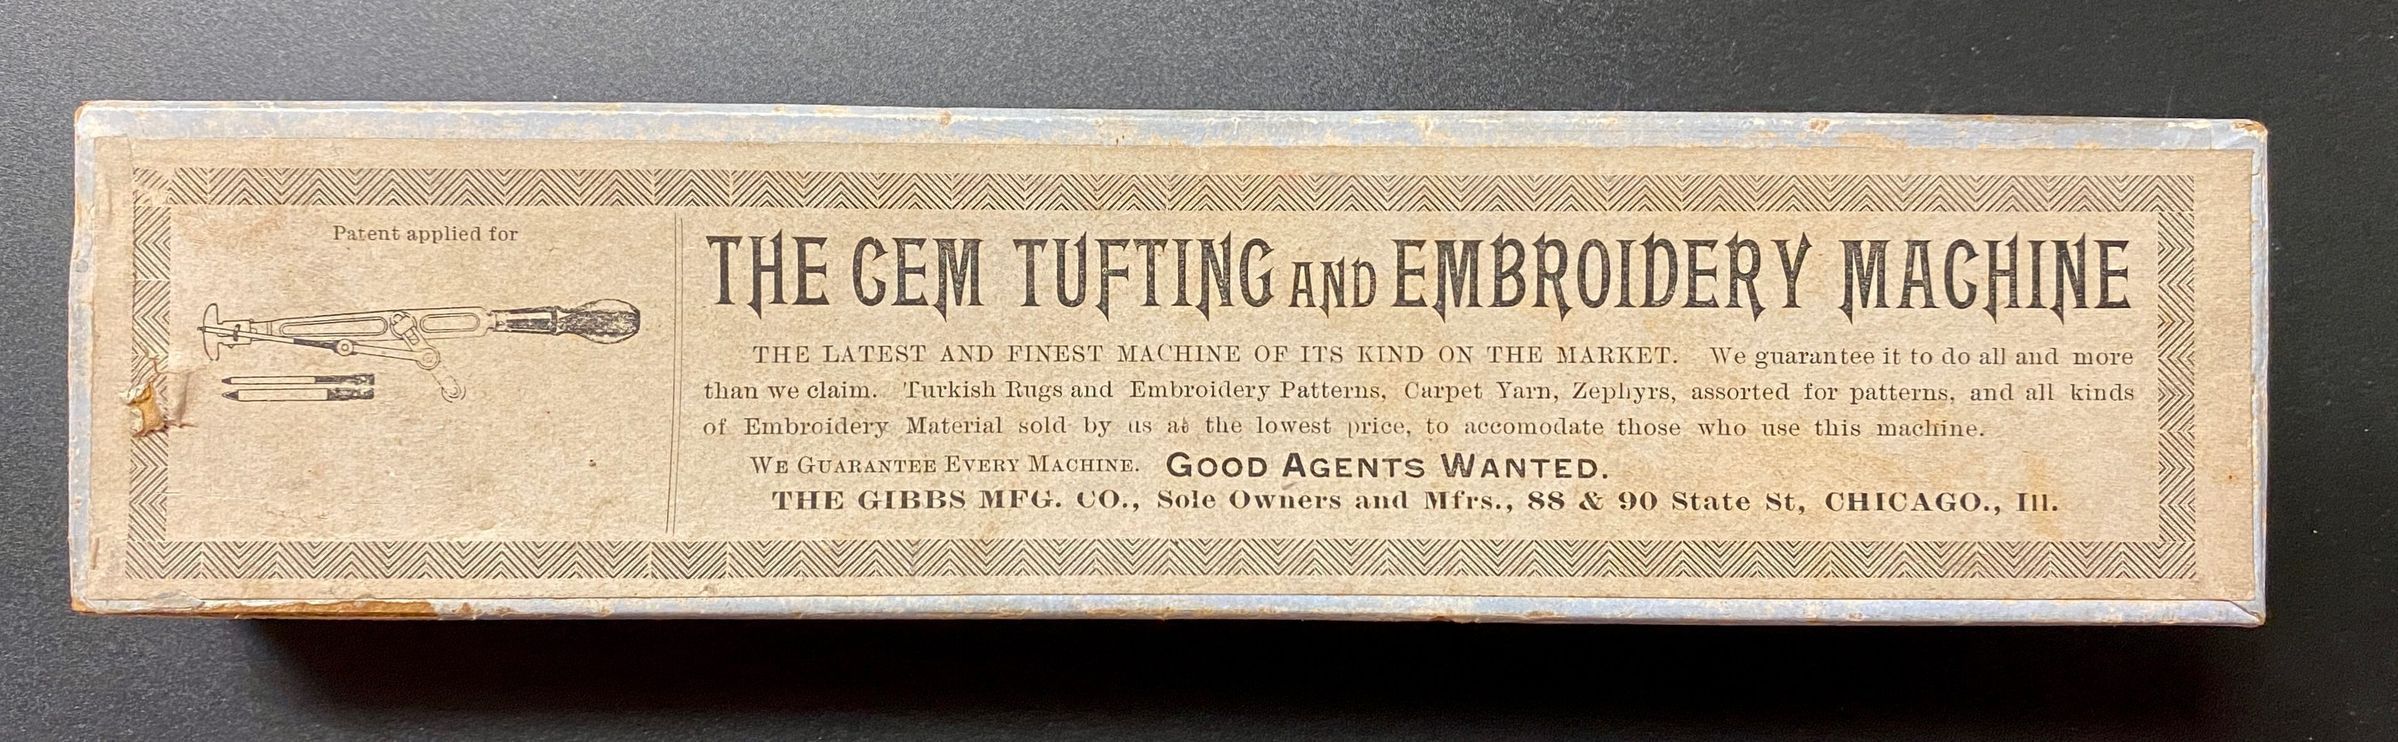 Patent applied for
THE GEM TUFTING AND EMBROIDERY MACHINE
THE LATEST AND FINEST MACHINE OF ITS KIND ON THE MARKET. We guarantee it to do all and more
than we claim. Turkish Rugs and Embroidery Patterns, Carpet Yarn, Zephyrs, assorted for patterns, and all kinds
of Embroidery Material sold by us at the lowest price, to accomodate those who use this machine.
WE GUARANTEE EVERY MACHINE. GOOD AGENTS WANTED.
THE GIBBS MFG. CO., Sole Owners and Mfrs., 88 & 90 State St, CHICAGO., Ill.